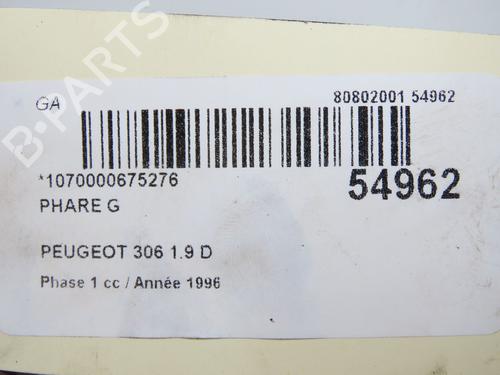 GA
80802001 54962
*1070000675276
54962
PHARE G
PEUGEOT 306 1.9 D
Phase 1 cc / Année 1996
B-PARTS